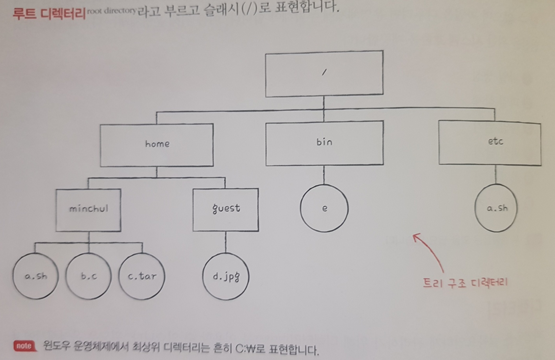 루트 디렉터리root directory라고 부르고 슬래시(/)로 표현합니다.
/
home
bin
etc
minchul
guest
e
a.sh
a.sh
b.c
c.tar
d.jpg
트리 구조 디렉터리
note 윈도우 운영체제에서 최상위 디렉터리는 흔히 C:₩로 표현합니다.